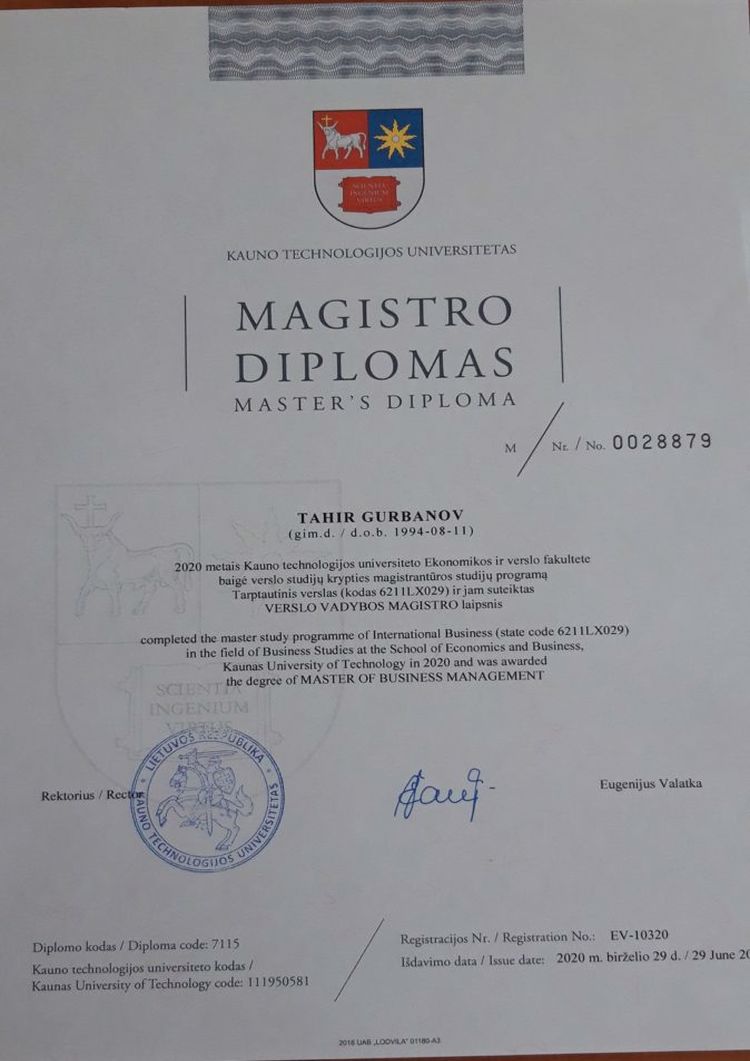 SCIENTIA
INGENIUM
VIRTUS
KAUNO TECHNOLOGIJOS UNIVERSITETAS
MAGISTRO
DIPLOMAS
MASTER'S DIPLOMA
M / Nr. / No. 0028879
TAHIR GURBANOV
(gim.d. / d.o.b. 1994-08-11)
2020 metais Kauno technologijos universiteto Ekonomikos ir verslo fakultete
baigė verslo studijų krypties magistrantūros studijų programą
Tarptautinis verslas (kodas 6211LX029) ir jam suteiktas
VERSLO VADYBOS MAGISTRO laipsnis
completed the master study programme of International Business (state code 6211LX029)
in the field of Business Studies at the School of Economics and Business,
Kaunas University of Technology in 2020 and was awarded
the degree of MASTER OF BUSINESS MANAGEMENT
SCIENTIA
INGENIUM
VIRTUS
LIETUVOS RESPUBLIKA
KAUNO TECHNOLOGIJOS UNIVERSITETAS
Rektorius / Rector
Eugenijus Valatka
Diplomo kodas / Diploma code: 7115
Kauno technologijos universiteto kodas /
Kaunas University of Technology code: 111950581
Registracijos Nr. / Registration No.: EV-10320
Išdavimo data / Issue date: 2020 m. birželio 29 d. / 29 June 20
2018 UAB „LODVILA" 01180-A3